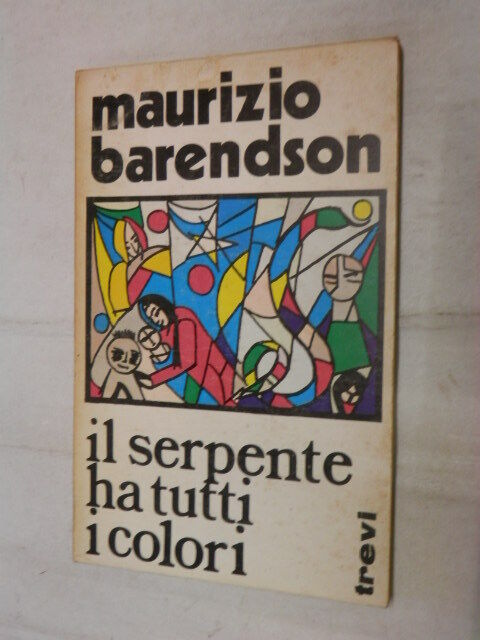 maurizio
barendson
il serpente
ha tutti
i colori
trevi